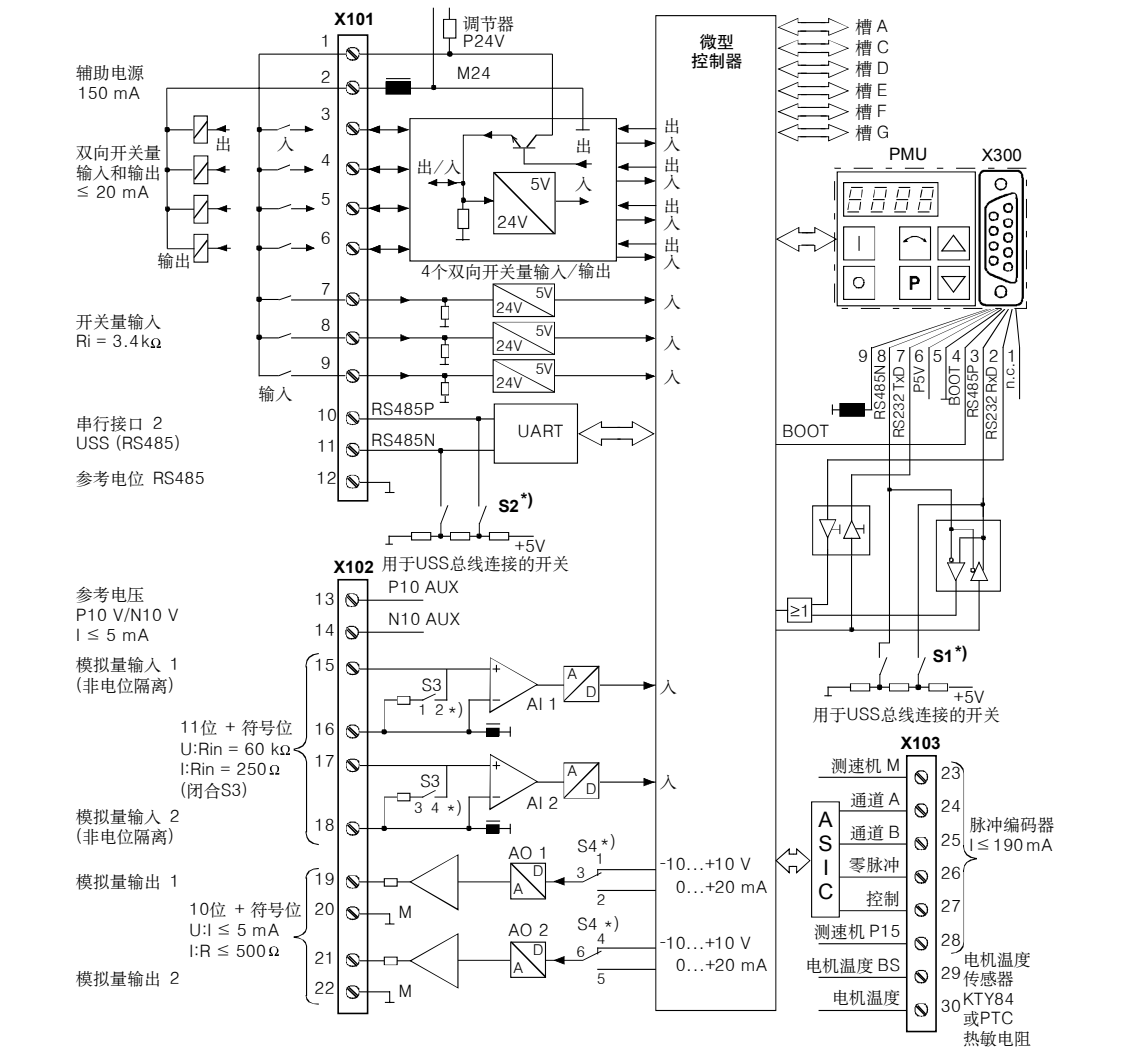 X101
调节器
P24V
微型
控制器
槽 A
槽 C
槽 D
槽 E
槽 F
槽 G
辅助电源
150 mA
1
2
M24
3
4
5
6
双向开关量
输入和输出
≤ 20 mA
出
入
输出
出/入
出
入
5V
24V
4个双向开关量输入/输出
出
入
出
入
出
入
出
入
PMU
X300
P
开关量输入
Ri = 3.4kΩ
7
8
9
输入
5V
24V
入
5V
24V
入
5V
24V
入
9 8 7 6 5 4 3 2 1
RS485N
RS232 TxD
P5V
BOOT
RS485P
RS232 RxD
n.c.
串行接口 2
USS (RS485)
参考电位 RS485
10
11
12
RS485P
RS485N
UART
BOOT
S2*)
+5V
用于USS总线连接的开关
≥1
S1*)
+5V
用于USS总线连接的开关
X102
参考电压
P10 V/N10 V
I ≤ 5 mA
13
14
P10 AUX
N10 AUX
模拟量输入 1
(非电位隔离)
15
16
S3
1 2 *)
+
−
AI 1
A
D
入
11位 + 符号位
U:Rin = 60 kΩ
I:Rin = 250Ω
(闭合S3)
17
18
S3
3 4 *)
+
−
AI 2
A
D
入
模拟量输入 2
(非电位隔离)
模拟量输出 1
19
20
M
AO 1
D
A
S4 *)
1
3
2
-10...+10 V
0...+20 mA
10位 + 符号位
U:I ≤ 5 mA
I:R ≤ 500Ω
21
22
M
AO 2
D
A
S4 *)
4
6
5
-10...+10 V
0...+20 mA
模拟量输出 2
X103
测速机 M
23
通道 A
24
通道 B
25
零脉冲
26
控制
27
测速机 P15
28
电机温度 BS
29
电机温度
30
ASIC
脉冲编码器
I≤190mA
电机温度
传感器
KTY84
或PTC
热敏电阻